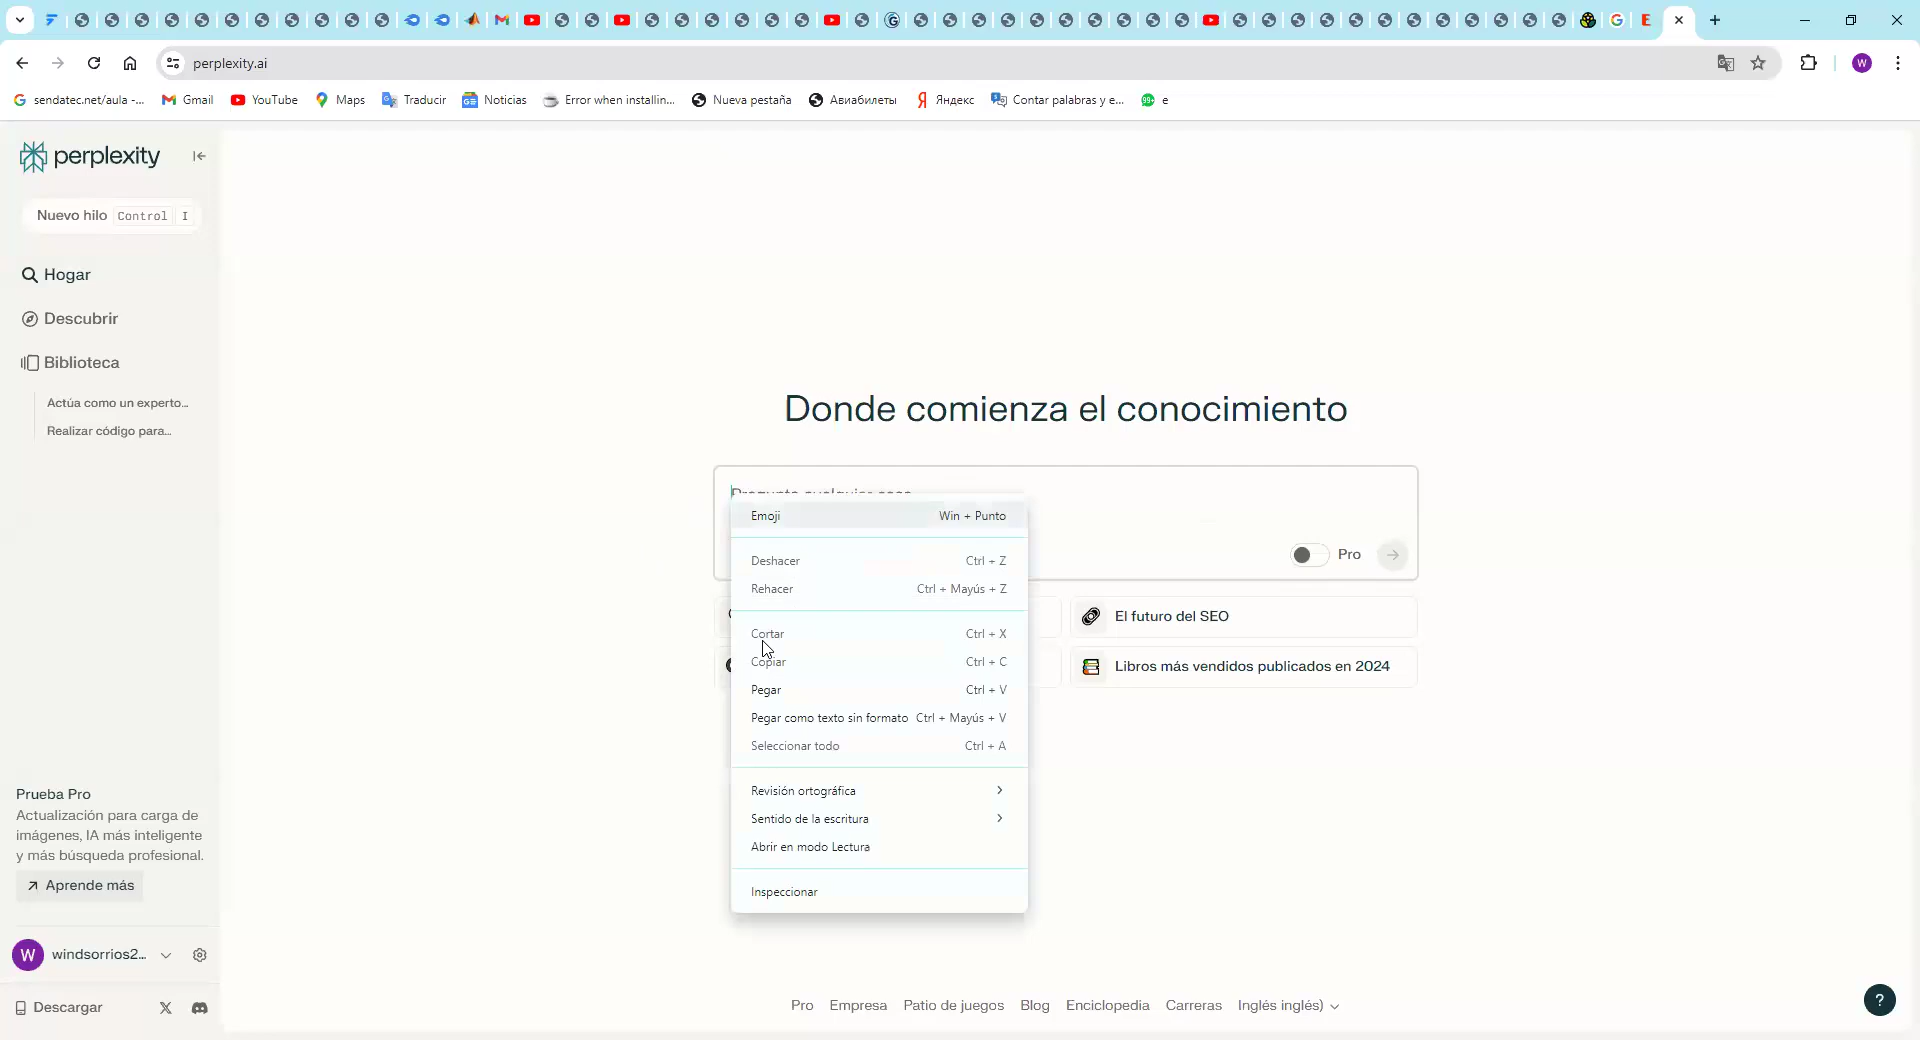 perplexity.ai
sendatec.net/aula -...
Gmail
YouTube
Maps
Traducir
Noticias
Error when installin...
Nueva pestaña
Авиабилеты
Яндекс
Contar palabras y e...
99+
e
W
perplexity
Nuevo hilo Control I
Hogar
Descubrir
Biblioteca
Actúa como un experto...
Realizar código para...
Donde comienza el conocimiento
Pregunta cualquier cosa
Pro
Emoji Win + Punto
Deshacer Ctrl + Z
Rehacer Ctrl + Mayús + Z
Cortar Ctrl + X
Copiar Ctrl + C
Pegar Ctrl + V
Pegar como texto sin formato Ctrl + Mayús + V
Seleccionar todo Ctrl + A
Revisión ortográfica
Sentido de la escritura
Abrir en modo Lectura
Inspeccionar
El futuro del SEO
Libros más vendidos publicados en 2024
Prueba Pro
Actualización para carga de
imágenes, IA más inteligente
y más búsqueda profesional.
Aprende más
W
windsorrios2...
Descargar
Pro Empresa Patio de juegos Blog Enciclopedia Carreras Inglés inglés)
?